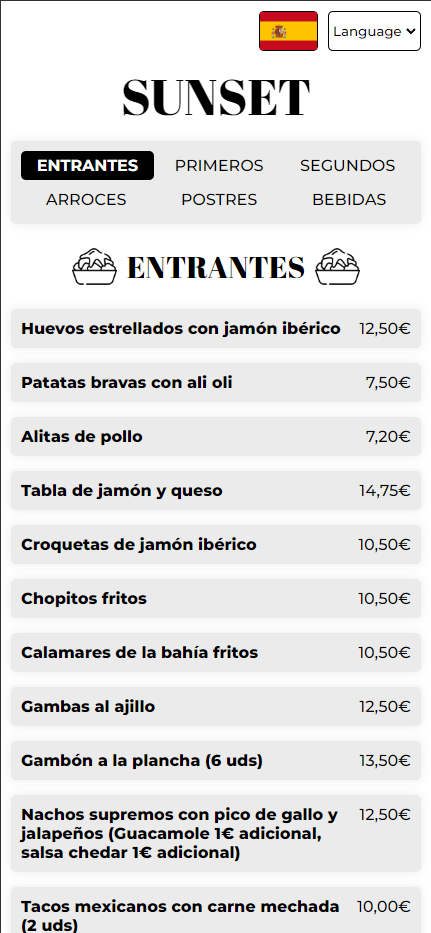 Language
SUNSET
ENTRANTES PRIMEROS SEGUNDOS
ARROCES POSTRES BEBIDAS
ENTRANTES
Huevos estrellados con jamón ibérico 12,50€
Patatas bravas con ali oli 7,50€
Alitas de pollo 7,20€
Tabla de jamón y queso 14,75€
Croquetas de jamón ibérico 10,50€
Chopitos fritos 10,50€
Calamares de la bahía fritos 10,50€
Gambas al ajillo 12,50€
Gambón a la plancha (6 uds) 13,50€
Nachos supremos con pico de gallo y 12,50€
jalapeños (Guacamole 1€ adicional,
salsa chedar 1€ adicional)
Tacos mexicanos con carne mechada 10,00€
(2 uds)